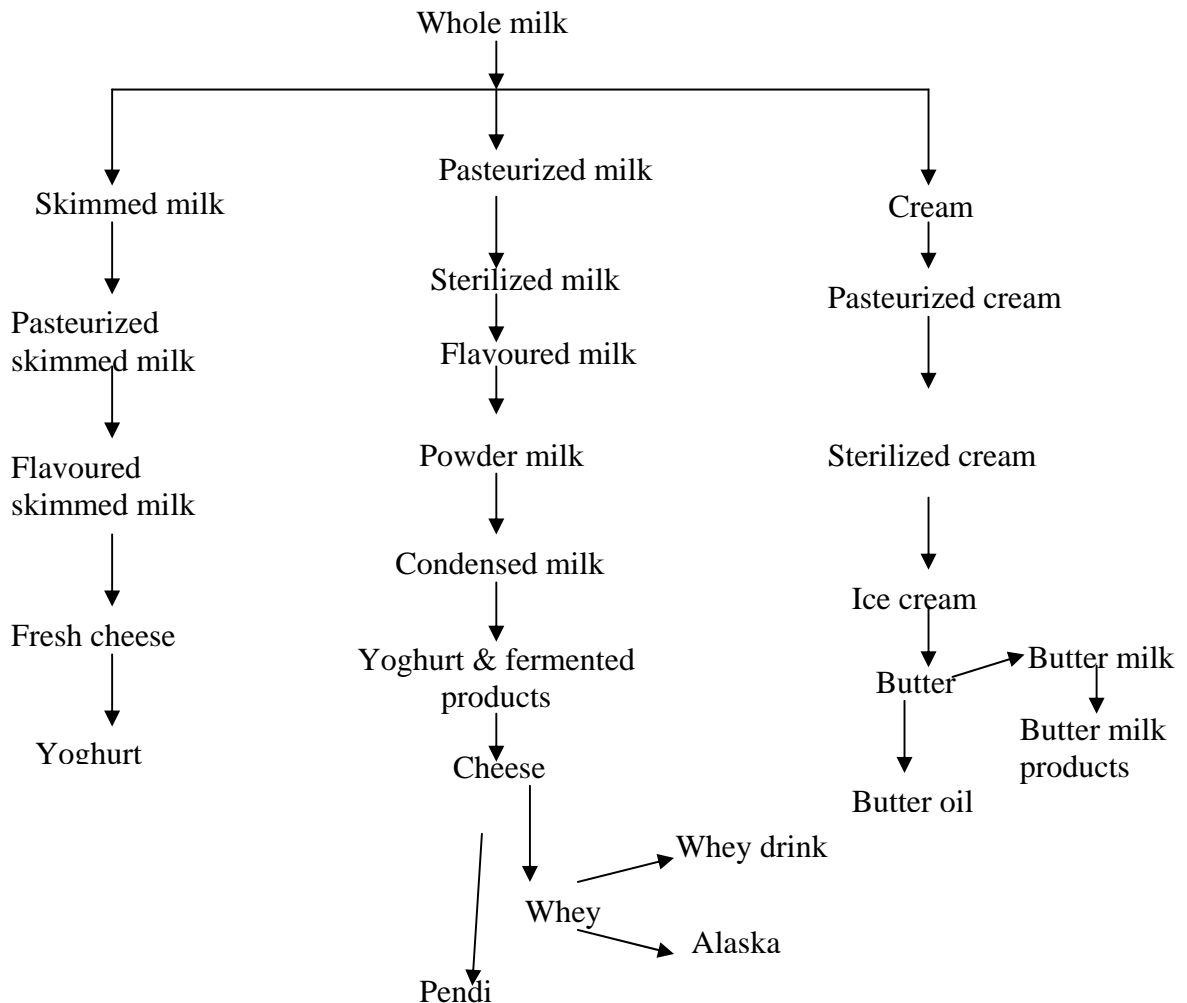 Whole milk
Skimmed milk
Pasteurized
skimmed milk
Flavoured
skimmed milk
Fresh cheese
Yoghurt
Pasteurized milk
Sterilized milk
Flavoured milk
Powder milk
Condensed milk
Yoghurt & fermented
products
Cheese
Whey
Whey drink
Alaska
Pendi
Cream
Pasteurized cream
Sterilized cream
Ice cream
Butter
Butter milk
Butter milk
products
Butter oil